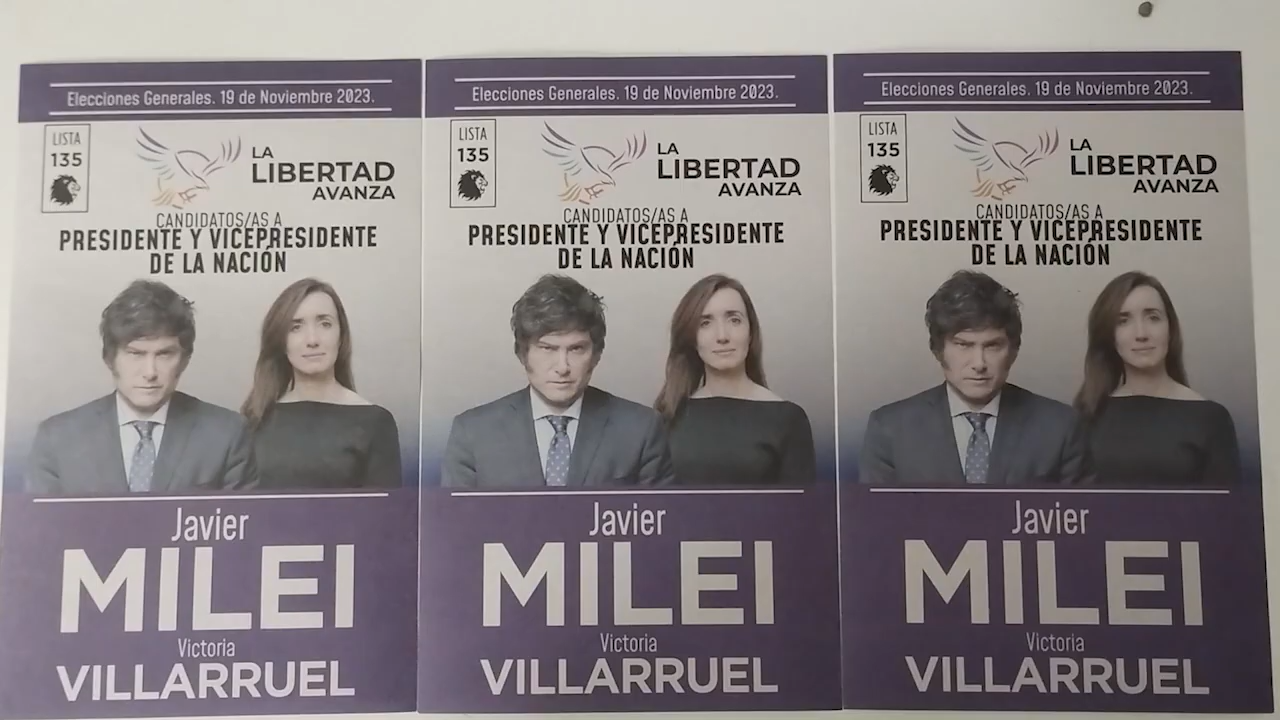 Elecciones Generales. 19 de Noviembre 2023.
LISTA
135
LA
LIBERTAD
AVANZA
CANDIDATOS/AS A
PRESIDENTE Y VICEPRESIDENTE
DE LA NACIÓN
Javier
MILEI
Victoria
VILLARRUEL
Elecciones Generales. 19 de Noviembre 2023.
LISTA
135
LA
LIBERTAD
AVANZA
CANDIDATOS/AS A
PRESIDENTE Y VICEPRESIDENTE
DE LA NACIÓN
Javier
MILEI
Victoria
VILLARRUEL
Elecciones Generales. 19 de Noviembre 2023.
LISTA
135
LA
LIBERTAD
AVANZA
CANDIDATOS/AS A
PRESIDENTE Y VICEPRESIDENTE
DE LA NACIÓN
Javier
MILEI
Victoria
VILLARRUEL